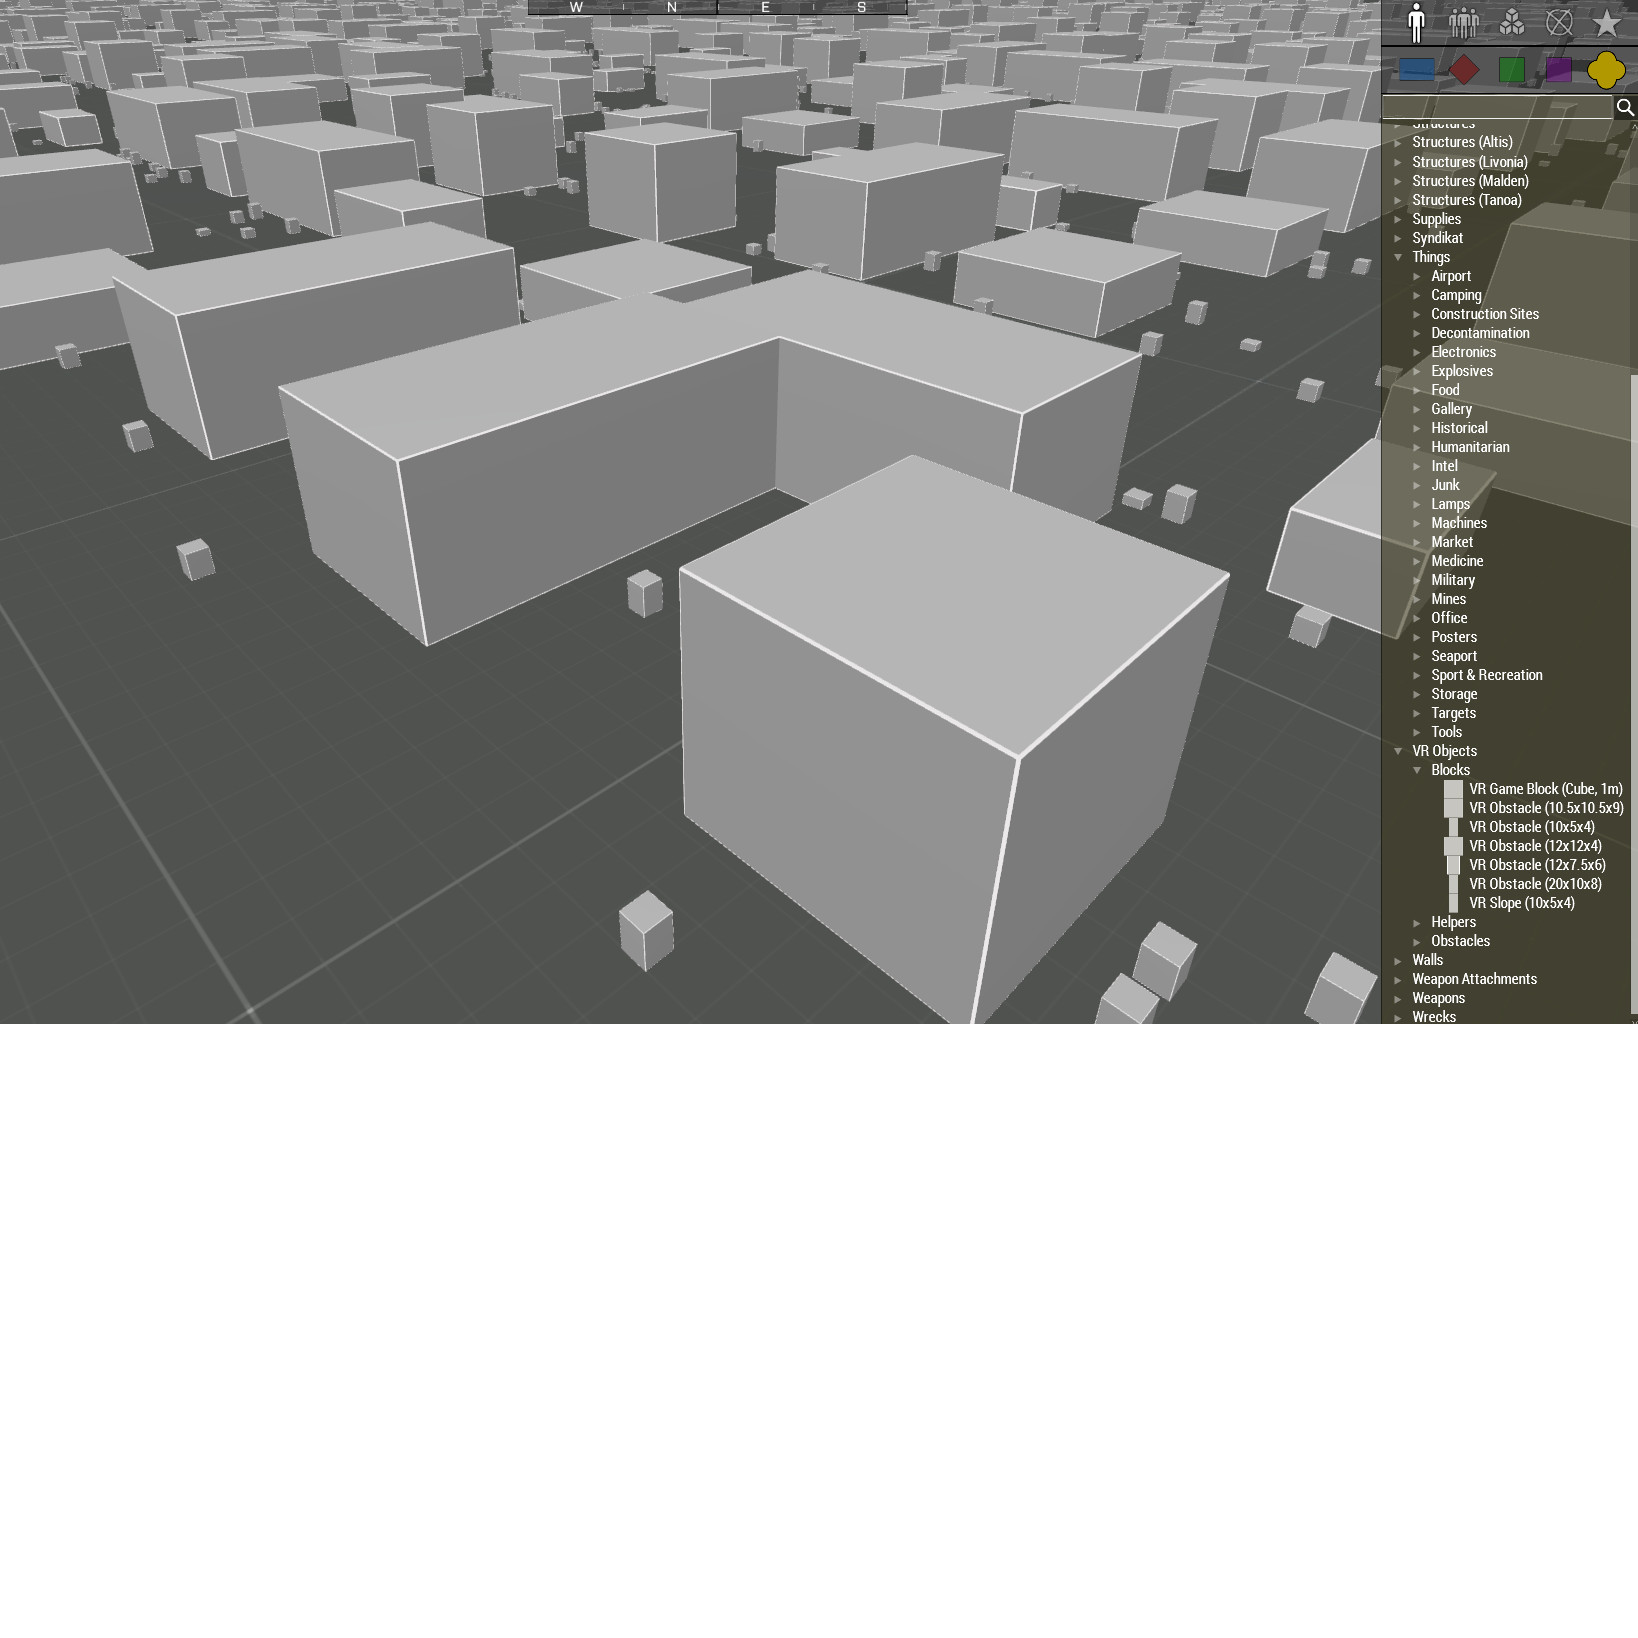 W N E S
Structures
Structures (Altis)
Structures (Livonia)
Structures (Malden)
Structures (Tanoa)
Supplies
Syndikat
Things
Airport
Camping
Construction Sites
Decontamination
Electronics
Explosives
Food
Gallery
Historical
Humanitarian
Intel
Junk
Lamps
Machines
Market
Medicine
Military
Mines
Office
Posters
Seaport
Sport & Recreation
Storage
Targets
Tools
VR Objects
Blocks
VR Game Block (Cube, 1m)
VR Obstacle (10.5x10.5x9)
VR Obstacle (10x5x4)
VR Obstacle (12x12x4)
VR Obstacle (12x7.5x6)
VR Obstacle (20x10x8)
VR Slope (10x5x4)
Helpers
Obstacles
Walls
Weapon Attachments
Weapons
Wrecks